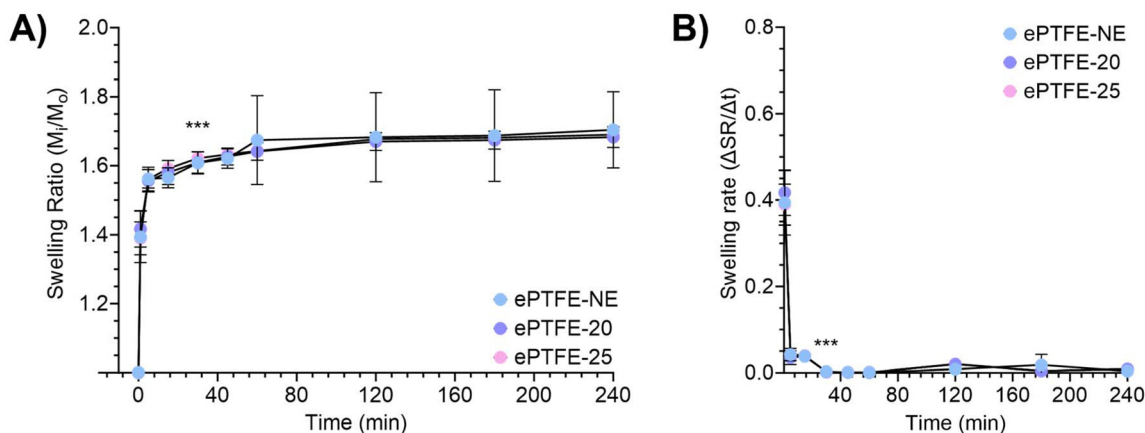 A)
Swelling Ratio (Mᵢ/Mₒ)
2.0
1.8
1.6
1.4
1.2
***
ePTFE-NE
ePTFE-20
ePTFE-25
0 40 80 120 160 200 240
Time (min)
B)
Swelling rate (ΔSR/Δt)
0.8
0.6
0.4
0.2
0.0
ePTFE-NE
ePTFE-20
ePTFE-25
***
40 80 120 160 200 240
Time (min)